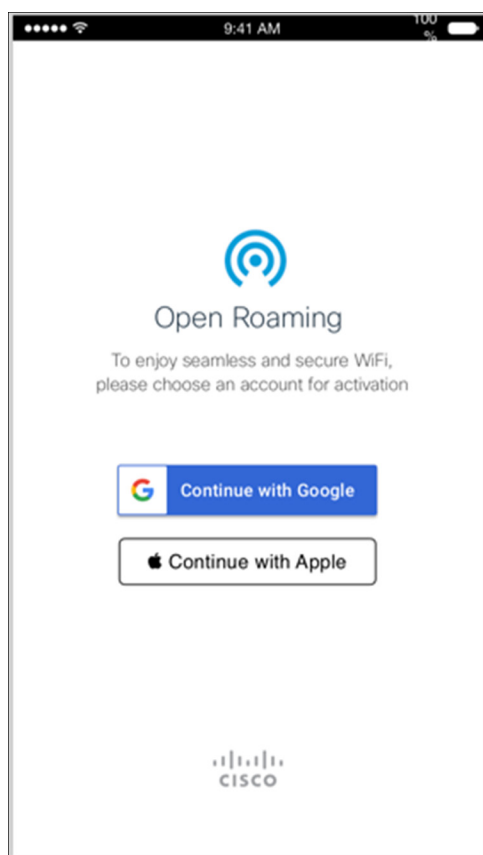 9:41 AM
100
%
Open Roaming
To enjoy seamless and secure WiFi,
please choose an account for activation
G Continue with Google
Continue with Apple
CISCO